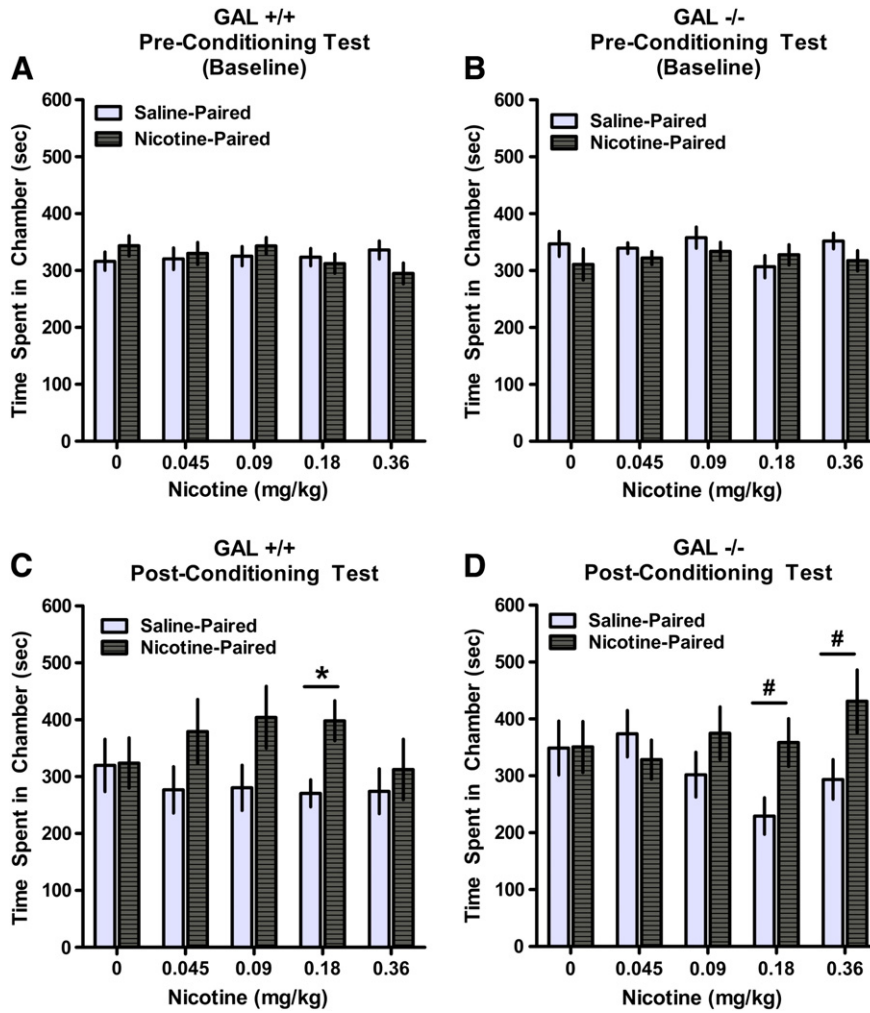 GAL +/+
Pre-Conditioning Test
(Baseline)
A
Saline-Paired
Nicotine-Paired
Time Spent in Chamber (sec)
600
500
400
300
200
100
0
0 0.045 0.09 0.18 0.36
Nicotine (mg/kg)
GAL -/-
Pre-Conditioning Test
(Baseline)
B
Saline-Paired
Nicotine-Paired
Time Spent in Chamber (sec)
600
500
400
300
200
100
0
0 0.045 0.09 0.18 0.36
Nicotine (mg/kg)
GAL +/+
Post-Conditioning Test
C
Saline-Paired
Nicotine-Paired
*
Time Spent in Chamber (sec)
600
500
400
300
200
100
0
0 0.045 0.09 0.18 0.36
Nicotine (mg/kg)
GAL -/-
Post-Conditioning Test
D
Saline-Paired
Nicotine-Paired
#
#
Time Spent in Chamber (sec)
600
500
400
300
200
100
0
0 0.045 0.09 0.18 0.36
Nicotine (mg/kg)